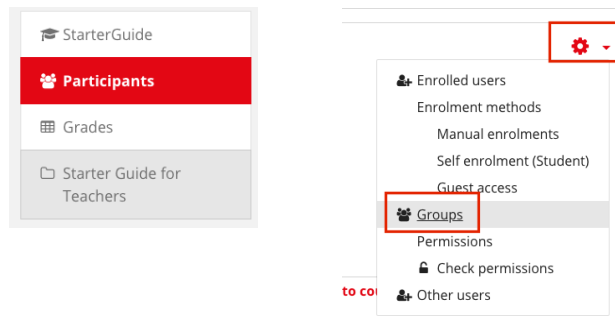 StarterGuide
Participants
Grades
Starter Guide for
Teachers
Enrolled users
Enrolment methods
Manual enrolments
Self enrolment (Student)
Guest access
Groups
Permissions
Check permissions
to cou
Other users